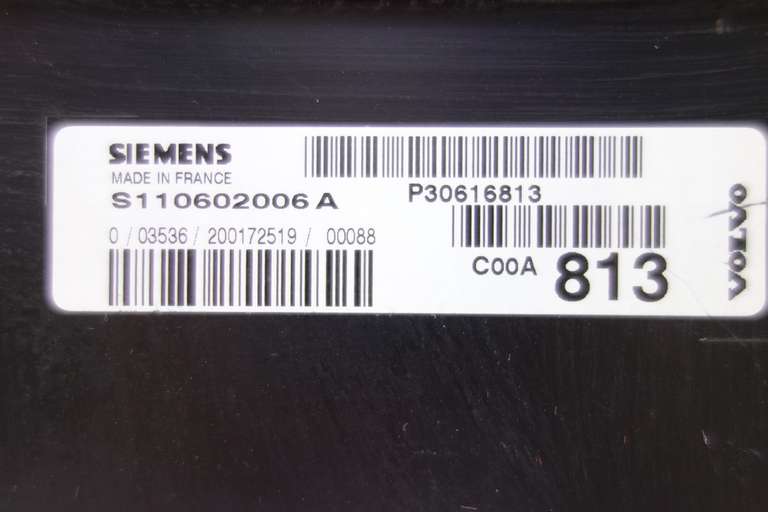 SIEMENS
MADE IN FRANCE
S110602006 A
0 / 03536 / 200172519 / 00088
P30616813
C00A 813
VOLVO